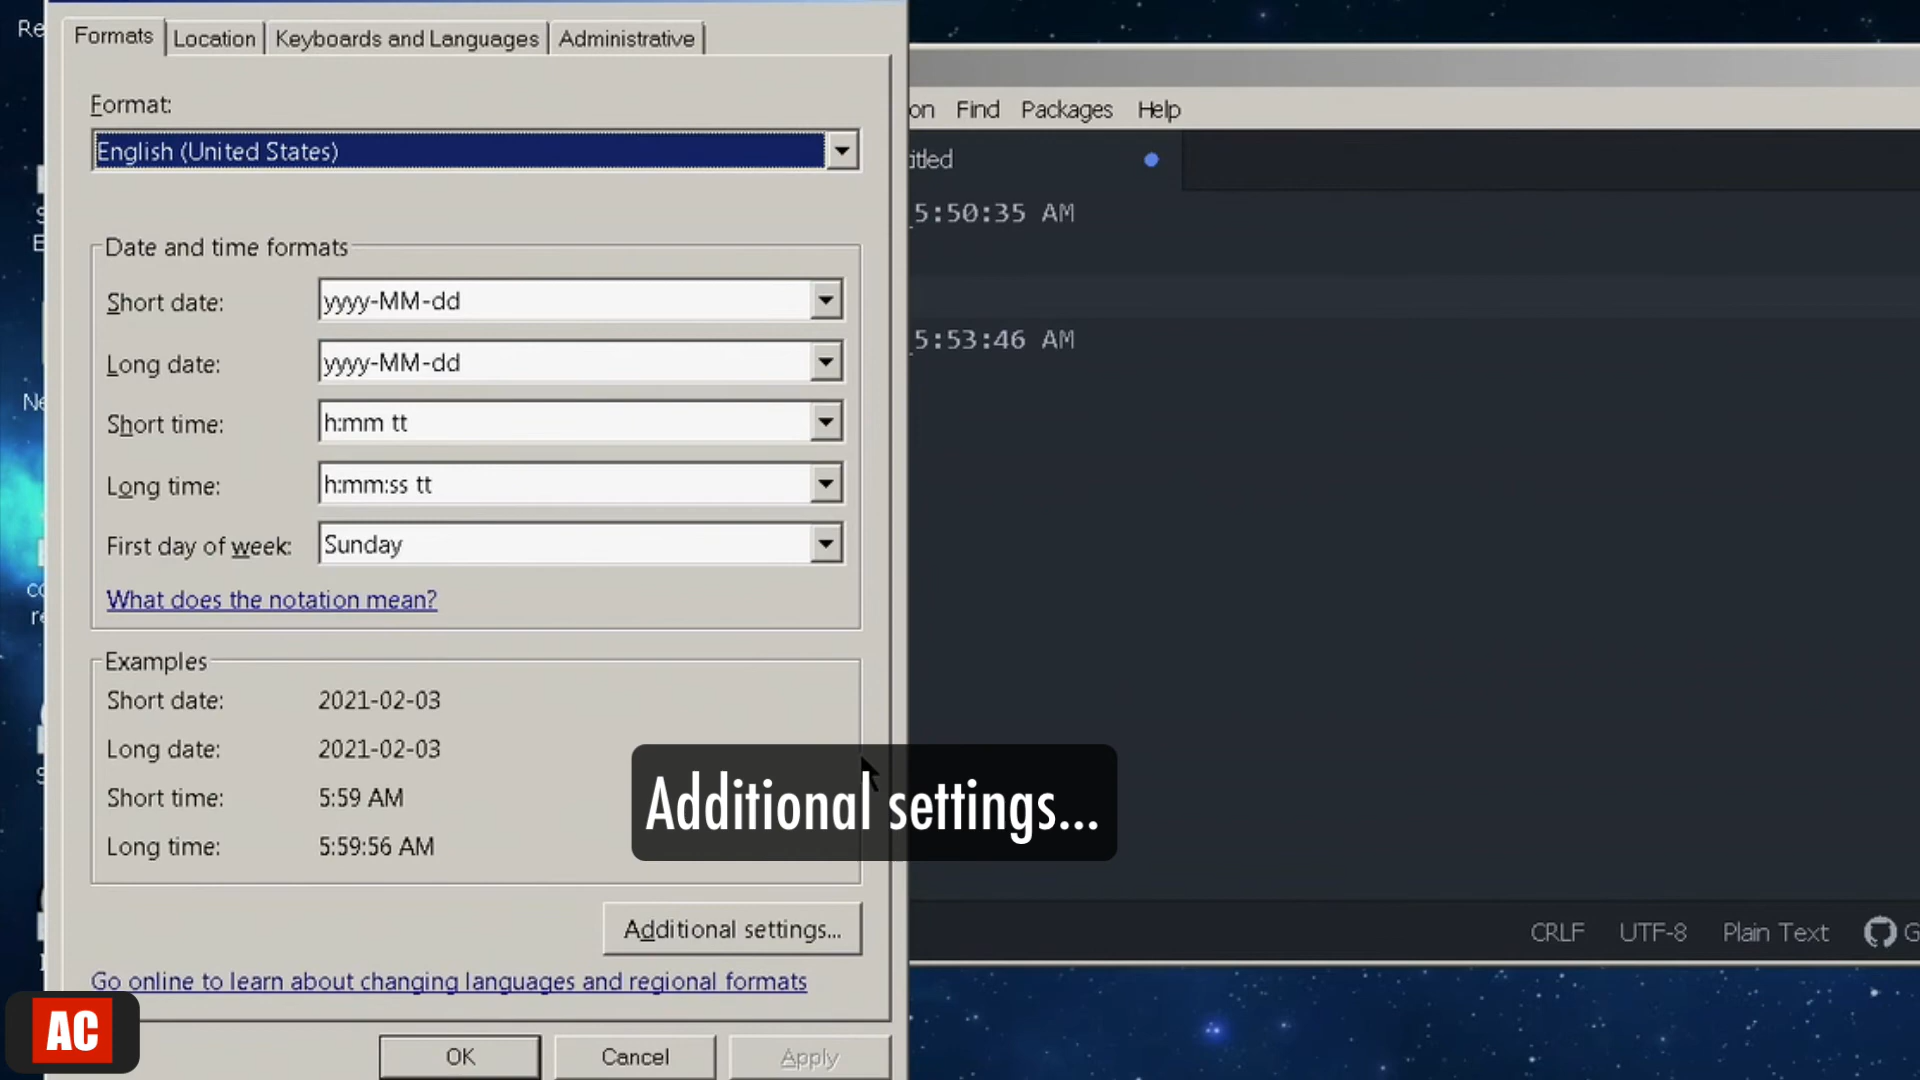 Formats Location Keyboards and Languages Administrative
Format:
English (United States)
Date and time formats
Short date: yyyy-MM-dd
Long date: yyyy-MM-dd
Short time: h:mm tt
Long time: h:mm:ss tt
First day of week: Sunday
What does the notation mean?
Examples
Short date: 2021-02-03
Long date: 2021-02-03
Short time: 5:59 AM
Long time: 5:59:56 AM
Additional settings...
Additional settings...
Go online to learn about changing languages and regional formats
OK Cancel Apply
AC
Find Packages Help
_5:50:35 AM
_5:53:46 AM
CRLF UTF-8 Plain Text